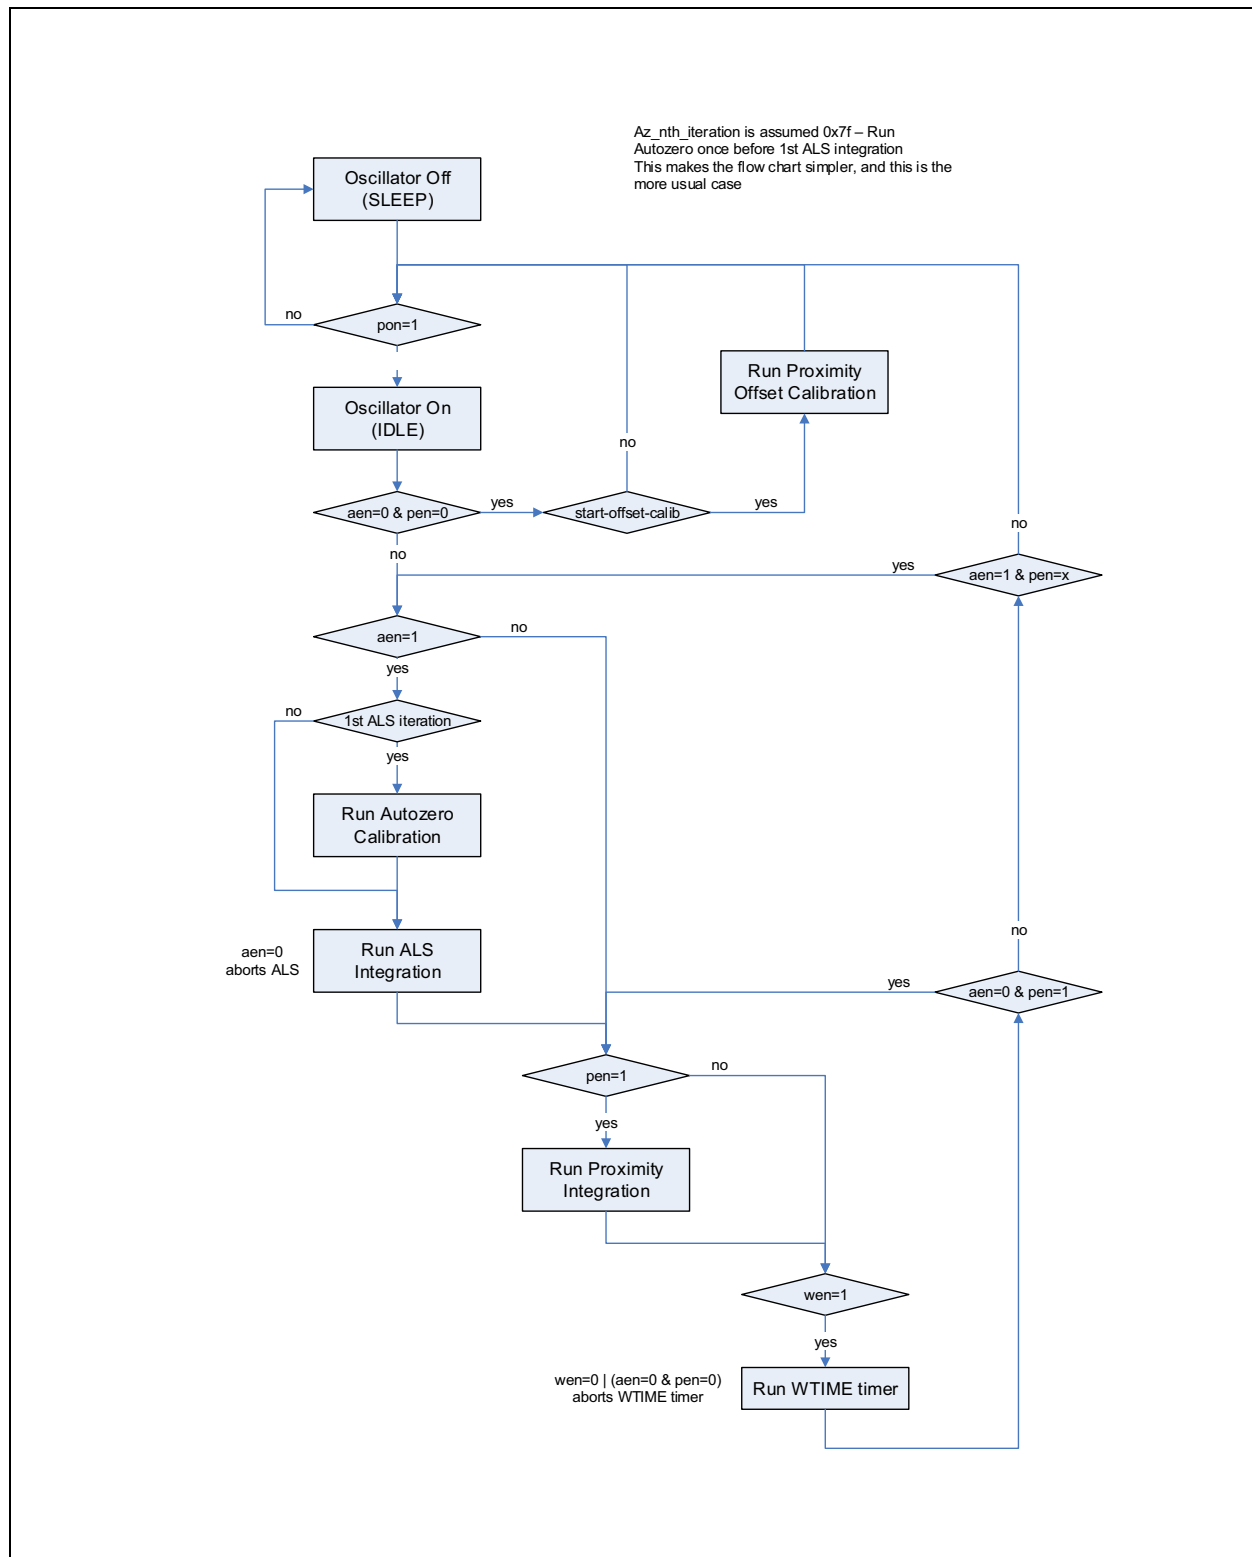 Az_nth_iteration is assumed 0x7f – Run
Autozero once before 1st ALS integration
This makes the flow chart simpler, and this is the
more usual case
Oscillator Off
(SLEEP)
no
pon=1
Run Proximity
Offset Calibration
Oscillator On
(IDLE)
no
aen=0 & pen=0
yes
start-offset-calib
yes
no
no
yes
aen=1 & pen=x
aen=1
no
yes
no
1st ALS iteration
yes
Run Autozero
Calibration
no
aen=0
aborts ALS
Run ALS
Integration
yes
aen=0 & pen=1
pen=1
no
yes
Run Proximity
Integration
wen=1
yes
wen=0 | (aen=0 & pen=0)
aborts WTIME timer
Run WTIME timer